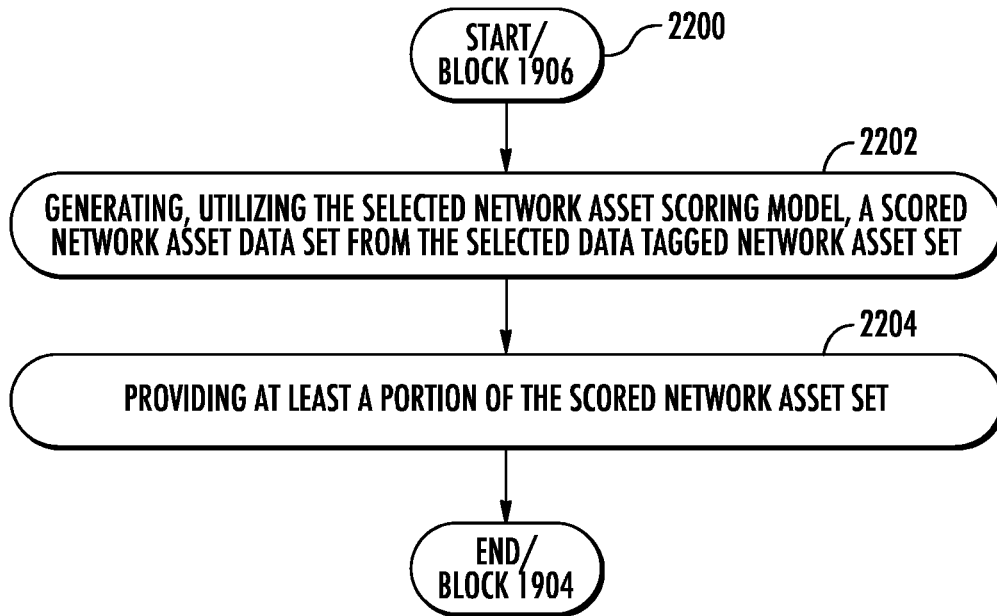 START/
BLOCK 1906
2200
2202
GENERATING, UTILIZING THE SELECTED NETWORK ASSET SCORING MODEL, A SCORED
NETWORK ASSET DATA SET FROM THE SELECTED DATA TAGGED NETWORK ASSET SET
2204
PROVIDING AT LEAST A PORTION OF THE SCORED NETWORK ASSET SET
END/
BLOCK 1904